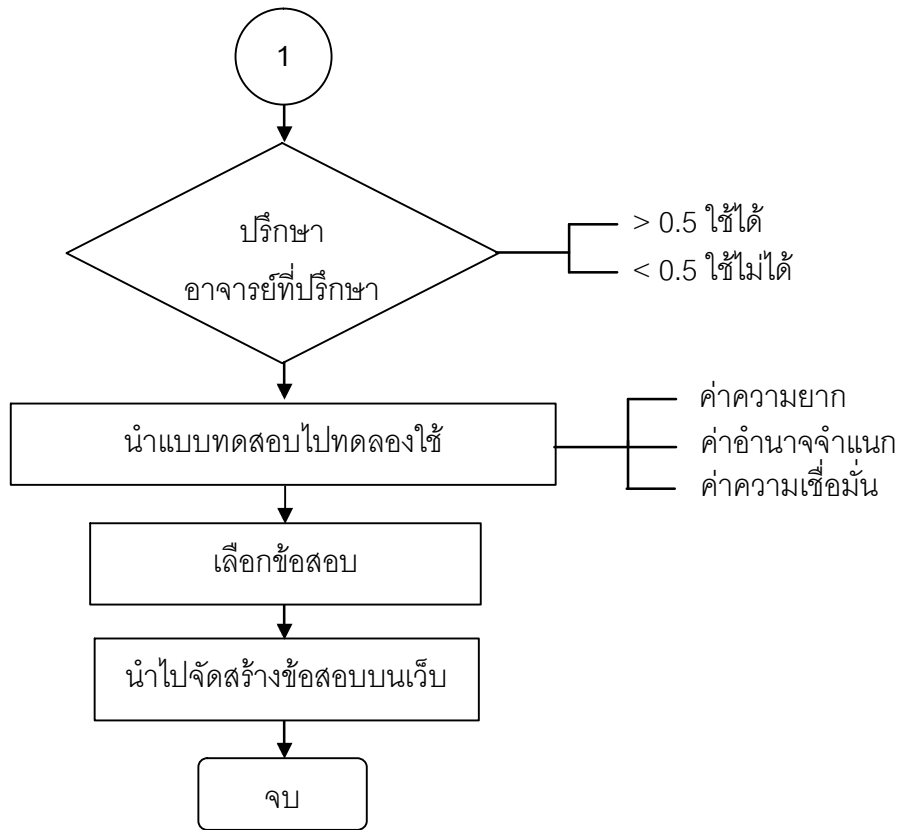 1
ปรึกษา
อาจารย์ที่ปรึกษา
> 0.5 ใช้ได้
< 0.5 ใช้ไม่ได้
นำแบบทดสอบไปทดลองใช้
ค่าความยาก
ค่าอำนาจจำแนก
ค่าความเชื่อมั่น
เลือกข้อสอบ
นำไปจัดสร้างข้อสอบบนเว็บ
จบ